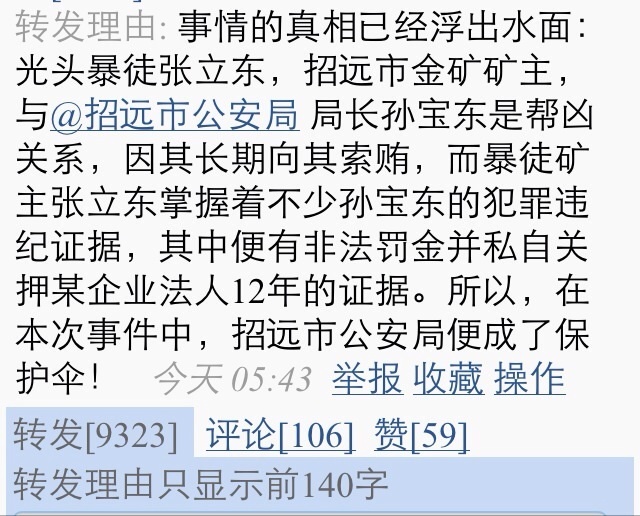 转发理由: 事情的真相已经浮出水面：
光头暴徒张立东，招远市金矿矿主，
与@招远市公安局 局长孙宝东是帮凶
关系，因其长期向其索贿，而暴徒矿
主张立东掌握着不少孙宝东的犯罪违
纪证据，其中便有非法罚金并私自关
押某企业法人12年的证据。所以，在
本次事件中，招远市公安局便成了保
护伞！ 今天 05:43 举报 收藏 操作
转发[9323] 评论[106] 赞[59]
转发理由只显示前140字